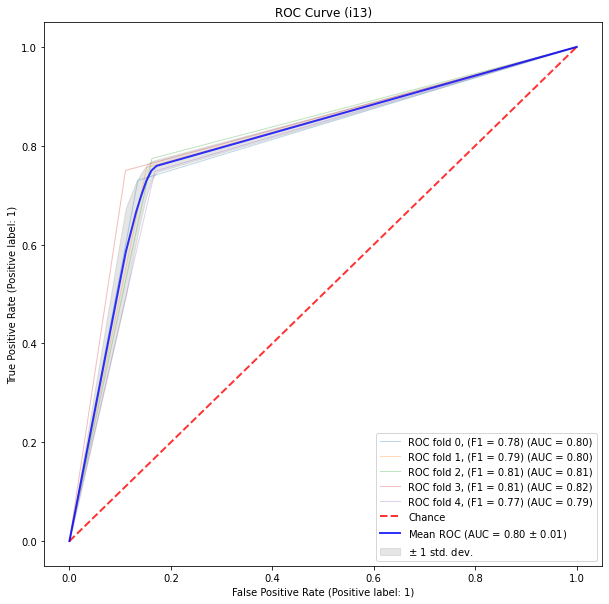 ROC Curve (i13)
True Positive Rate (Positive label: 1)
1.0
0.8
0.6
0.4
0.2
0.0
ROC fold 0, (F1 = 0.78) (AUC = 0.80)
ROC fold 1, (F1 = 0.79) (AUC = 0.80)
ROC fold 2, (F1 = 0.81) (AUC = 0.81)
ROC fold 3, (F1 = 0.81) (AUC = 0.82)
ROC fold 4, (F1 = 0.77) (AUC = 0.79)
Chance
Mean ROC (AUC = 0.80 ± 0.01)
± 1 std. dev.
0.0 0.2 0.4 0.6 0.8 1.0
False Positive Rate (Positive label: 1)